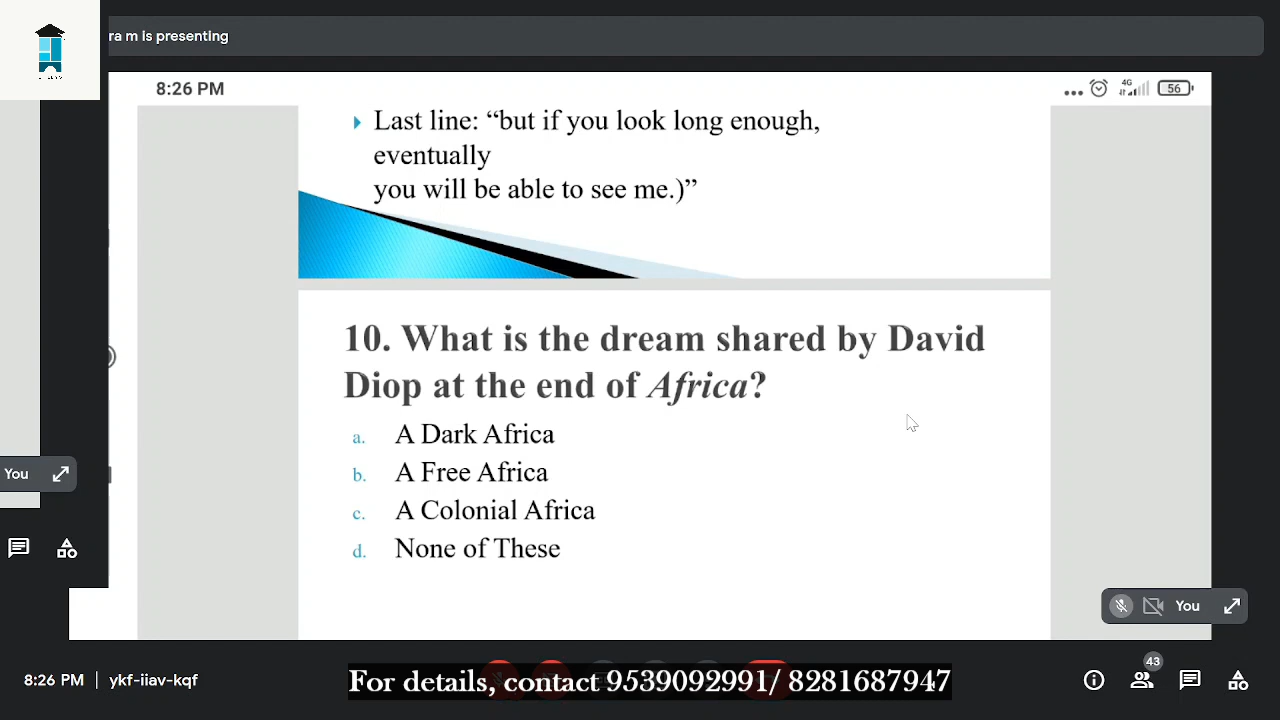 ra m is presenting
8:26 PM
4G
56
Last line: “but if you look long enough,
eventually
you will be able to see me.)”
10. What is the dream shared by David
Diop at the end of Africa?
a. A Dark Africa
b. A Free Africa
c. A Colonial Africa
d. None of These
You
You
8:26 PM | ykf-iiav-kqf
For details, contact 9539092991/ 8281687947
43